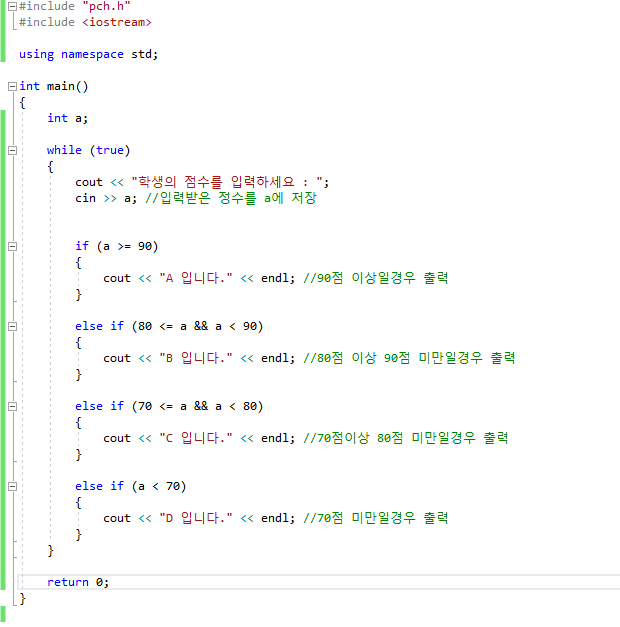 #include "pch.h"
#include <iostream>
using namespace std;
int main()
{
int a;
while (true)
{
cout << "학생의 점수를 입력하세요 : ";
cin >> a; //입력받은 정수를 a에 저장
if (a >= 90)
{
cout << "A 입니다." << endl; //90점 이상일경우 출력
}
else if (80 <= a && a < 90)
{
cout << "B 입니다." << endl; //80점 이상 90점 미만일경우 출력
}
else if (70 <= a && a < 80)
{
cout << "C 입니다." << endl; //70점이상 80점 미만일경우 출력
}
else if (a < 70)
{
cout << "D 입니다." << endl; //70점 미만일경우 출력
}
}
return 0;
}